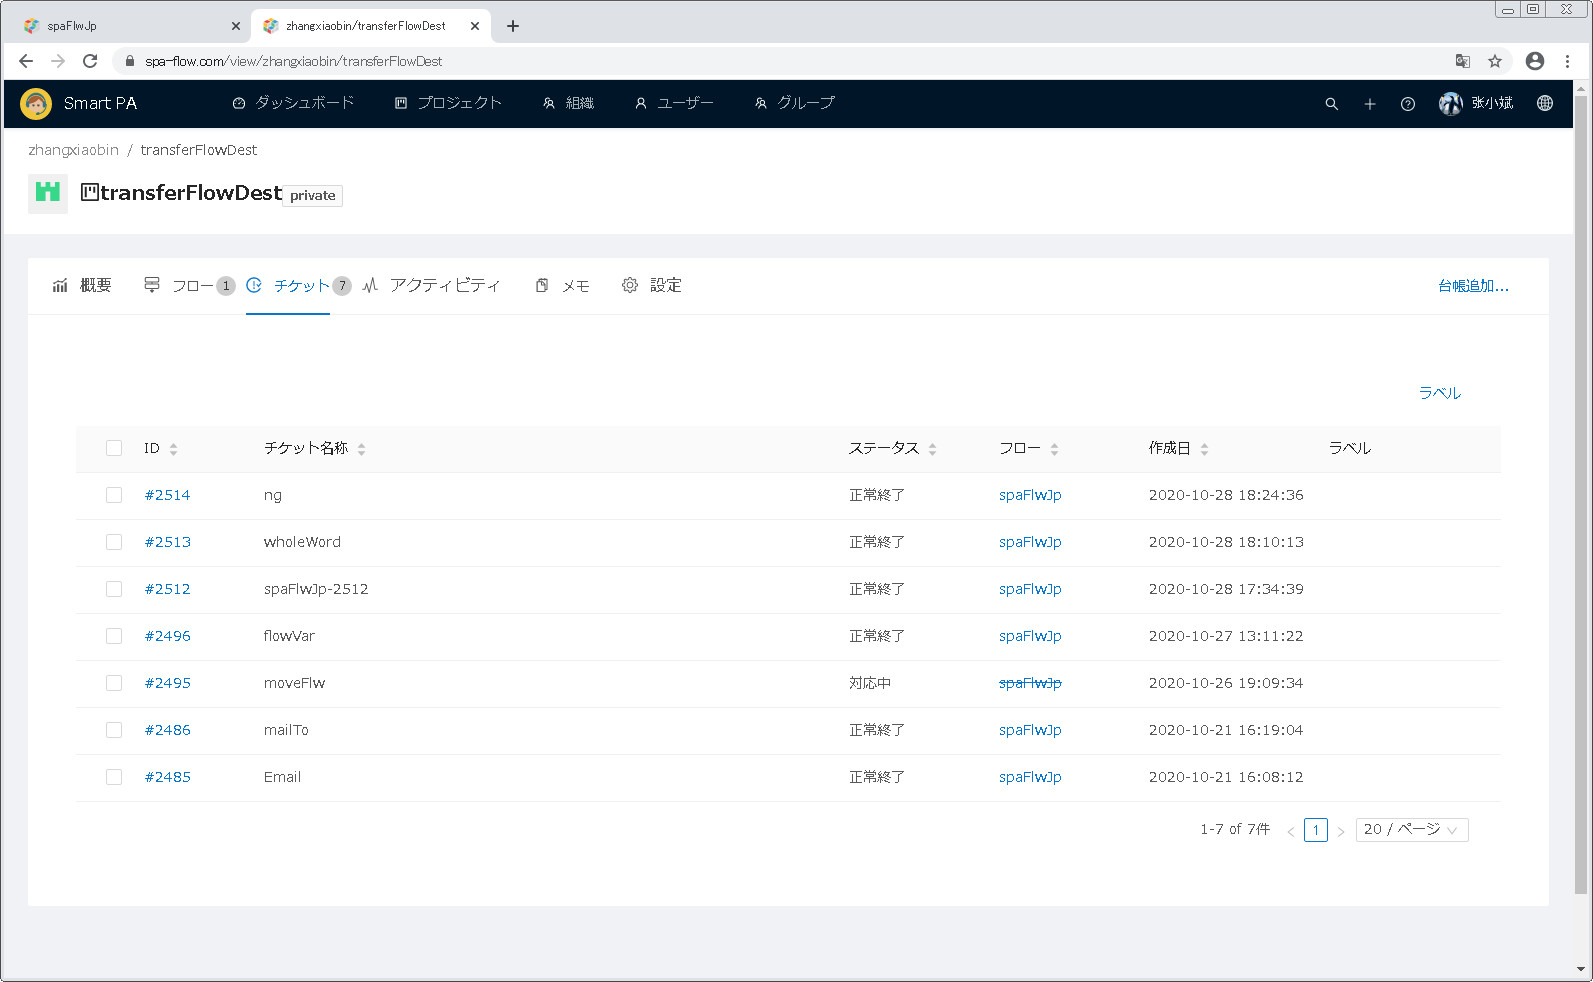 spaFlwJp
zhangxiaobin/transferFlowDest
spa-flow.com/view/zhangxiaobin/transferFlowDest
Smart PA ダッシュボード プロジェクト 組織 ユーザー グループ 张小斌
zhangxiaobin / transferFlowDest
transferFlowDest private
概要 フロー 1 チケット 7 アクティビティ メモ 設定 台帳追加...
ラベル
ID チケット名称 ステータス フロー 作成日 ラベル
#2514 ng 正常終了 spaFlwJp 2020-10-28 18:24:36
#2513 wholeWord 正常終了 spaFlwJp 2020-10-28 18:10:13
#2512 spaFlwJp-2512 正常終了 spaFlwJp 2020-10-28 17:34:39
#2496 flowVar 正常終了 spaFlwJp 2020-10-27 13:11:22
#2495 moveFlw 対応中 spaFlwJp 2020-10-26 19:09:34
#2486 mailTo 正常終了 spaFlwJp 2020-10-21 16:19:04
#2485 Email 正常終了 spaFlwJp 2020-10-21 16:08:12
1-7 of 7件 < 1 > 20 / ページ